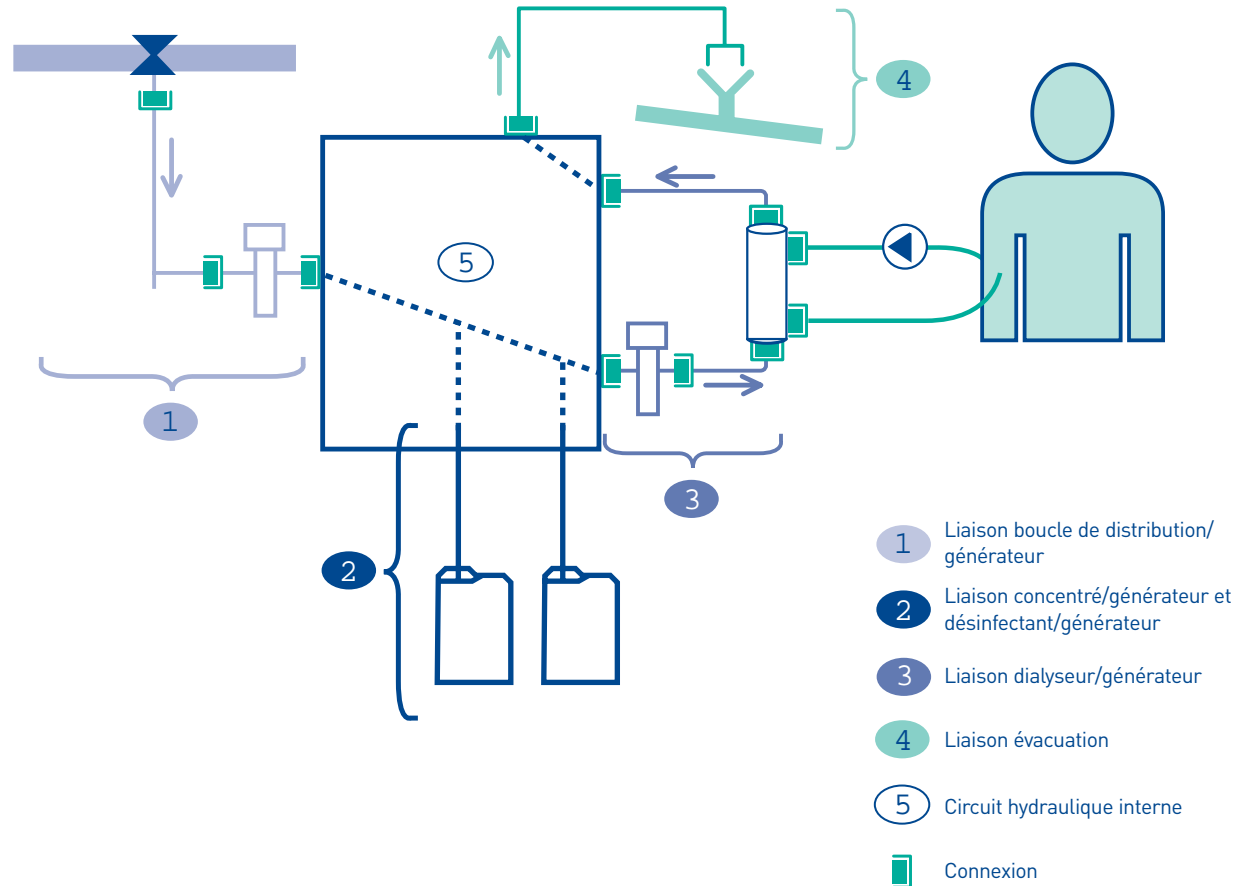 4
5
1
3
2
1 Liaison boucle de distribution/
générateur
2 Liaison concentré/générateur et
désinfectant/générateur
3 Liaison dialyseur/générateur
4 Liaison évacuation
5 Circuit hydraulique interne
Connexion